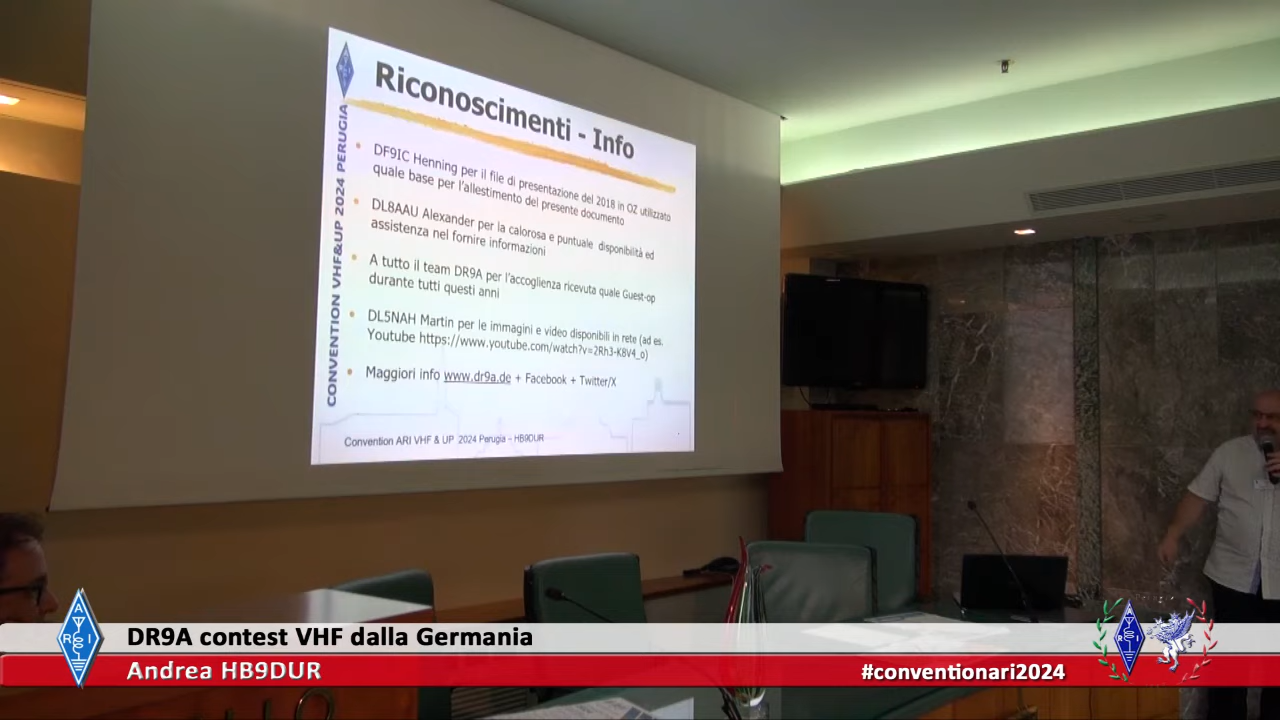 Riconoscimenti - Info
CONVENTION VHF&UP 2024 PERUGIA
• DF9IC Henning per il file di presentazione del 2018 in OZ utilizzato
quale base per l'allestimento del presente documento
• DL8AAU Alexander per la calorosa e puntuale disponibilità ed
assistenza nel fornire informazioni
• A tutto il team DR9A per l'accoglienza ricevuta quale Guest-op
durante tutti questi anni
• DL5NAH Martin per le immagini e video disponibili in rete (ad es.
Youtube https://www.youtube.com/watch?v=2Rh3-K8V4_o)
• Maggiori info www.dr9a.de + Facebook + Twitter/X
Convention ARI VHF & UP 2024 Perugia – HB9DUR
DR9A contest VHF dalla Germania
Andrea HB9DUR
#conventionari2024
A
R I